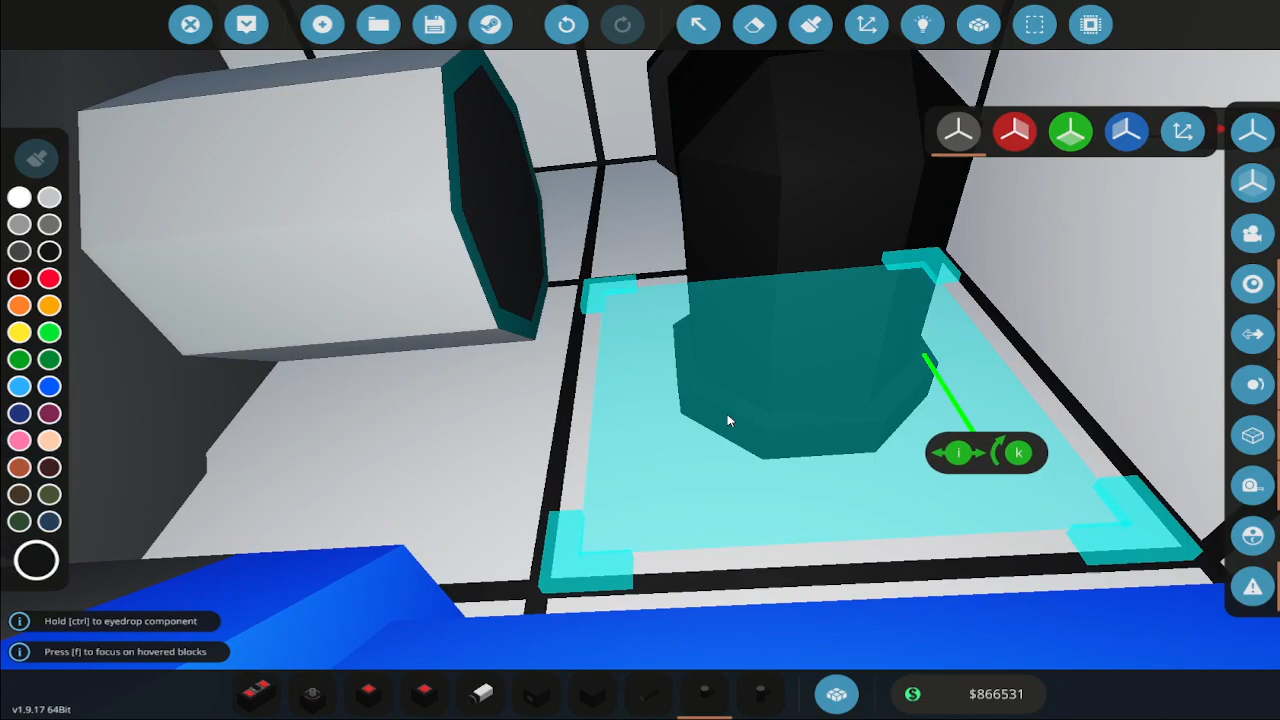 i
k
Hold [ctrl] to eyedrop component
Press [f] to focus on hovered blocks
$866531
v1.9.17 64Bit